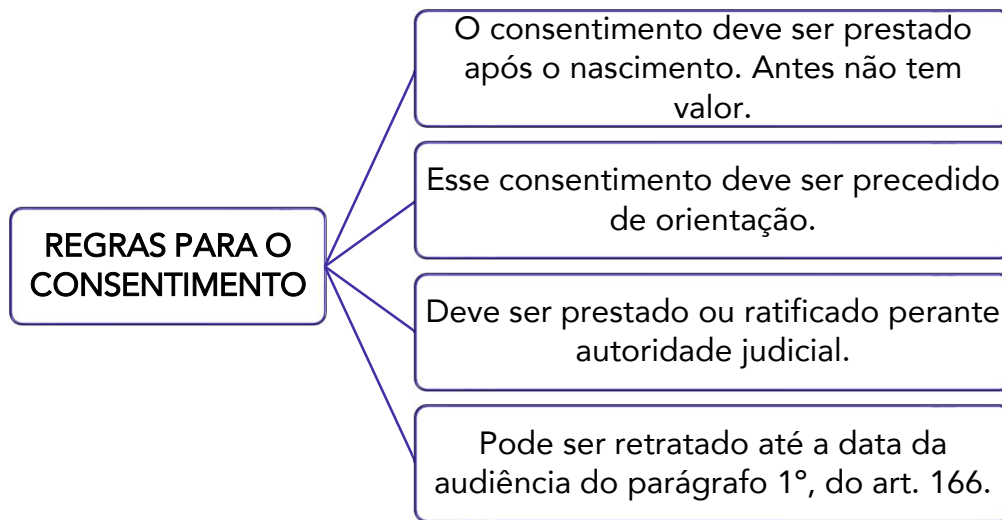 REGRAS PARA O
CONSENTIMENTO
O consentimento deve ser prestado
após o nascimento. Antes não tem
valor.
Esse consentimento deve ser precedido
de orientação.
Deve ser prestado ou ratificado perante
autoridade judicial.
Pode ser retratado até a data da
audiência do parágrafo 1º, do art. 166.